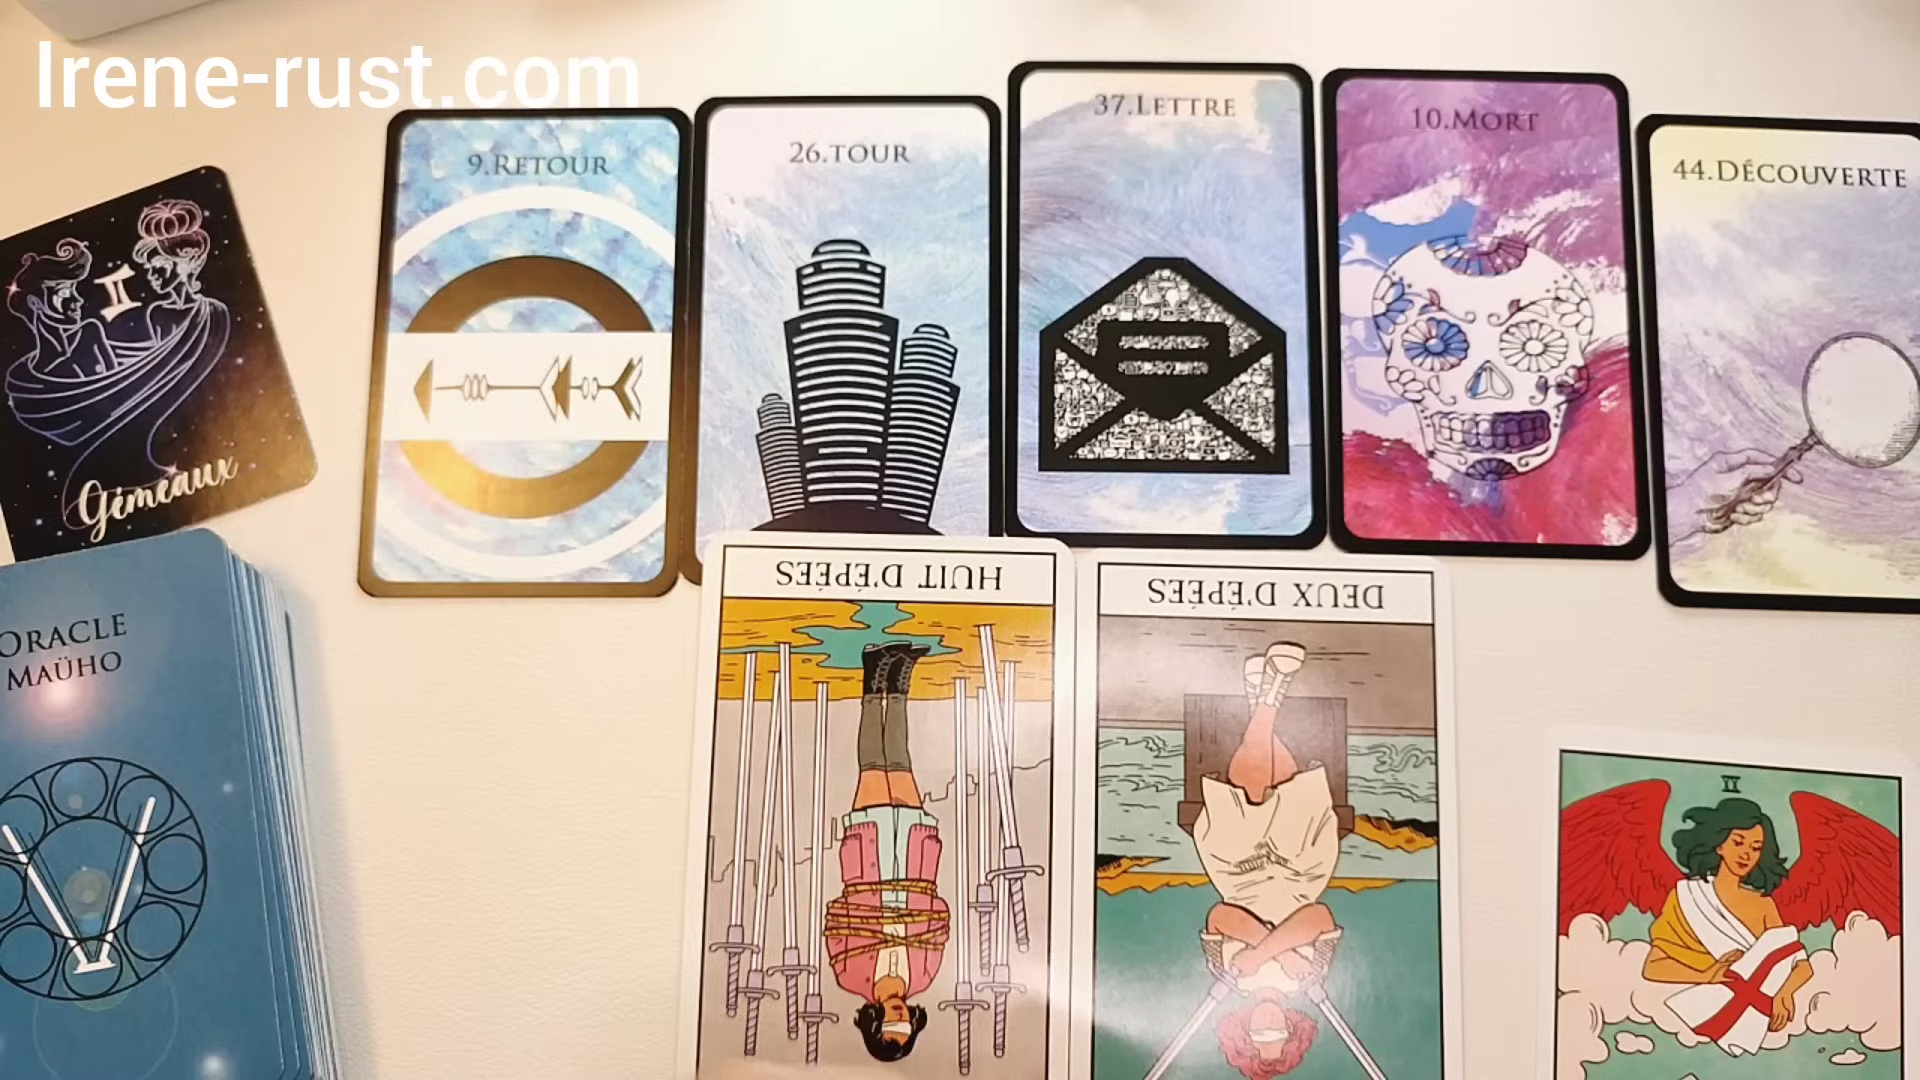 Irene-rust.com
9.RETOUR
26.TOUR
37.LETTRE
10.MORT
44.DÉCOUVERTE
Gémeaux
HUIT D'ÉPÉES
DEUX D'ÉPÉES
ORACLE
MAÜHO